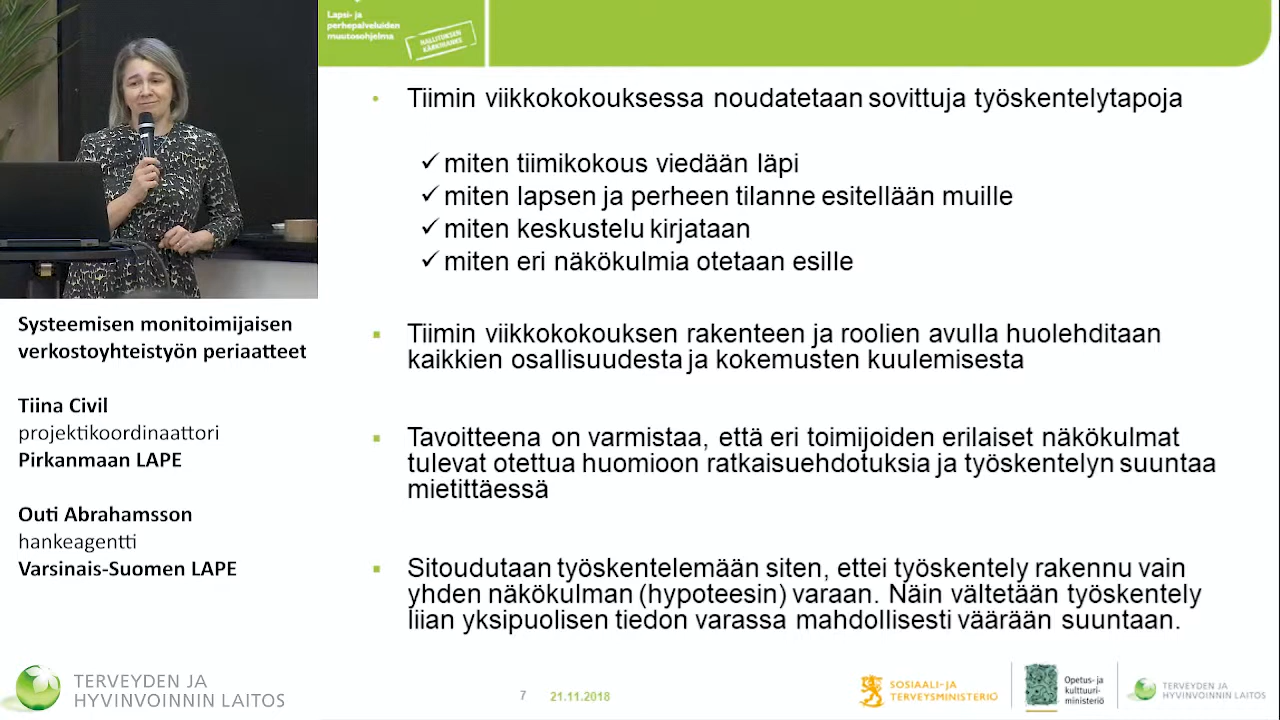 Lapsi- ja
perhepalveluiden
muutosohjelma
HALLITUKSEN
KÄRKIHANKE
Tiimin viikkokokouksessa noudatetaan sovittuja työskentelytapoja
miten tiimikokous viedään läpi
miten lapsen ja perheen tilanne esitellään muille
miten keskustelu kirjataan
miten eri näkökulmia otetaan esille
Tiimin viikkokokouksen rakenteen ja roolien avulla huolehditaan
kaikkien osallisuudesta ja kokemusten kuulemisesta
Tavoitteena on varmistaa, että eri toimijoiden erilaiset näkökulmat
tulevat otettua huomioon ratkaisuehdotuksia ja työskentelyn suuntaa
mietittäessä
Sitoudutaan työskentelemään siten, ettei työskentely rakennu vain
yhden näkökulman (hypoteesin) varaan. Näin vältetään työskentely
liian yksipuolisen tiedon varassa mahdollisesti väärään suuntaan.
Systeemisen monitoimijaisen
verkostoyhteistyön periaatteet
Tiina Civil
projektikoordinaattori
Pirkanmaan LAPE
Outi Abrahamsson
hankeagentti
Varsinais-Suomen LAPE
TERVEYDEN JA
HYVINVOINNIN LAITOS
7
21.11.2018
SOSIAALI- JA
TERVEYSMINISTERIÖ
Opetus- ja
kulttuuri-
ministeriö
TERVEYDEN JA
HYVINVOINNIN LAITOS